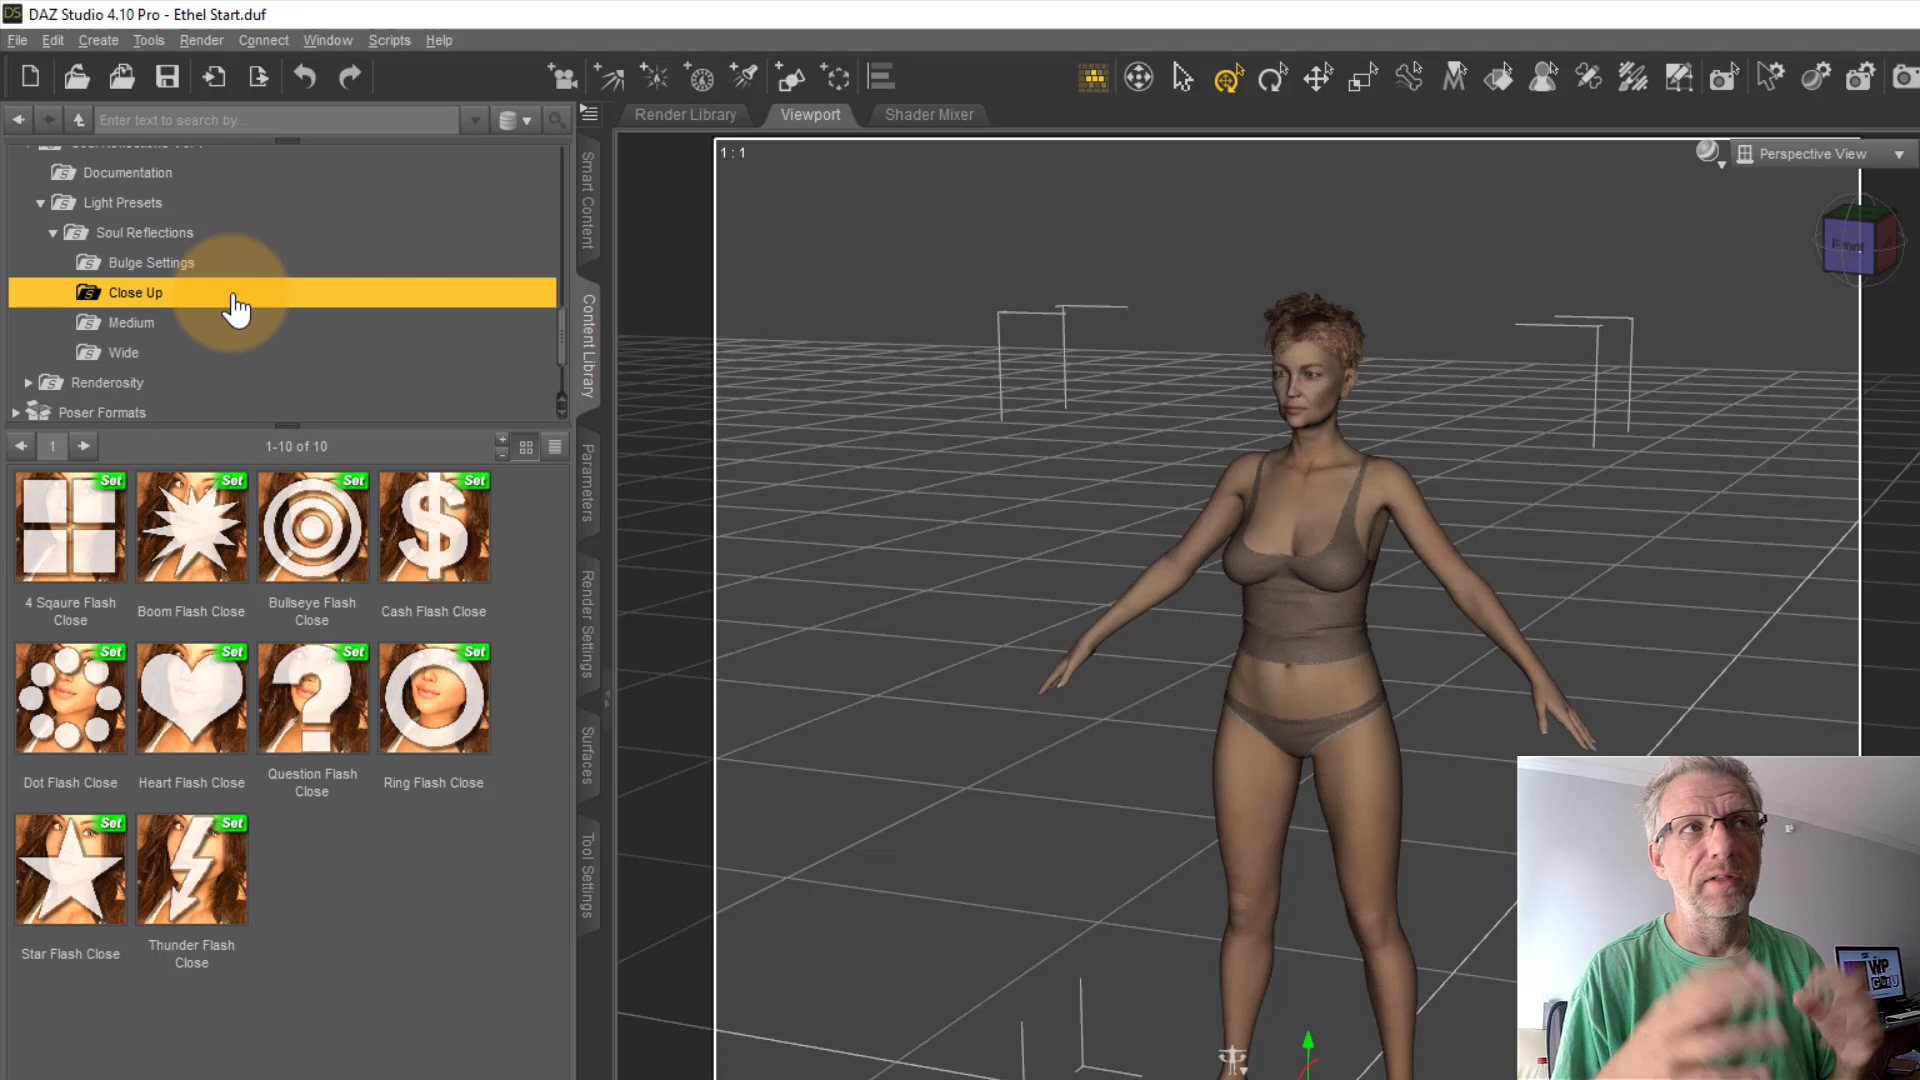 DAZ Studio 4.10 Pro - Ethel Start.duf
File Edit Create Tools Render Connect Window Scripts Help
Enter text to search by...
Render Library Viewport Shader Mixer
1 : 1
Perspective View
Front
Documentation
Light Presets
Soul Reflections
Bulge Settings
Close Up
Medium
Wide
Renderosity
Poser Formats
1
1-10 of 10
Smart Content
Content Library
Parameters
Render Settings
Surfaces
Tool Settings
Set Set Set Set
4 Sqaure Flash
Close
Boom Flash Close
Bullseye Flash
Close
Cash Flash Close
Set Set Set Set
Dot Flash Close
Heart Flash Close
Question Flash
Close
Ring Flash Close
Set Set
Star Flash Close
Thunder Flash
Close
WP
GURU